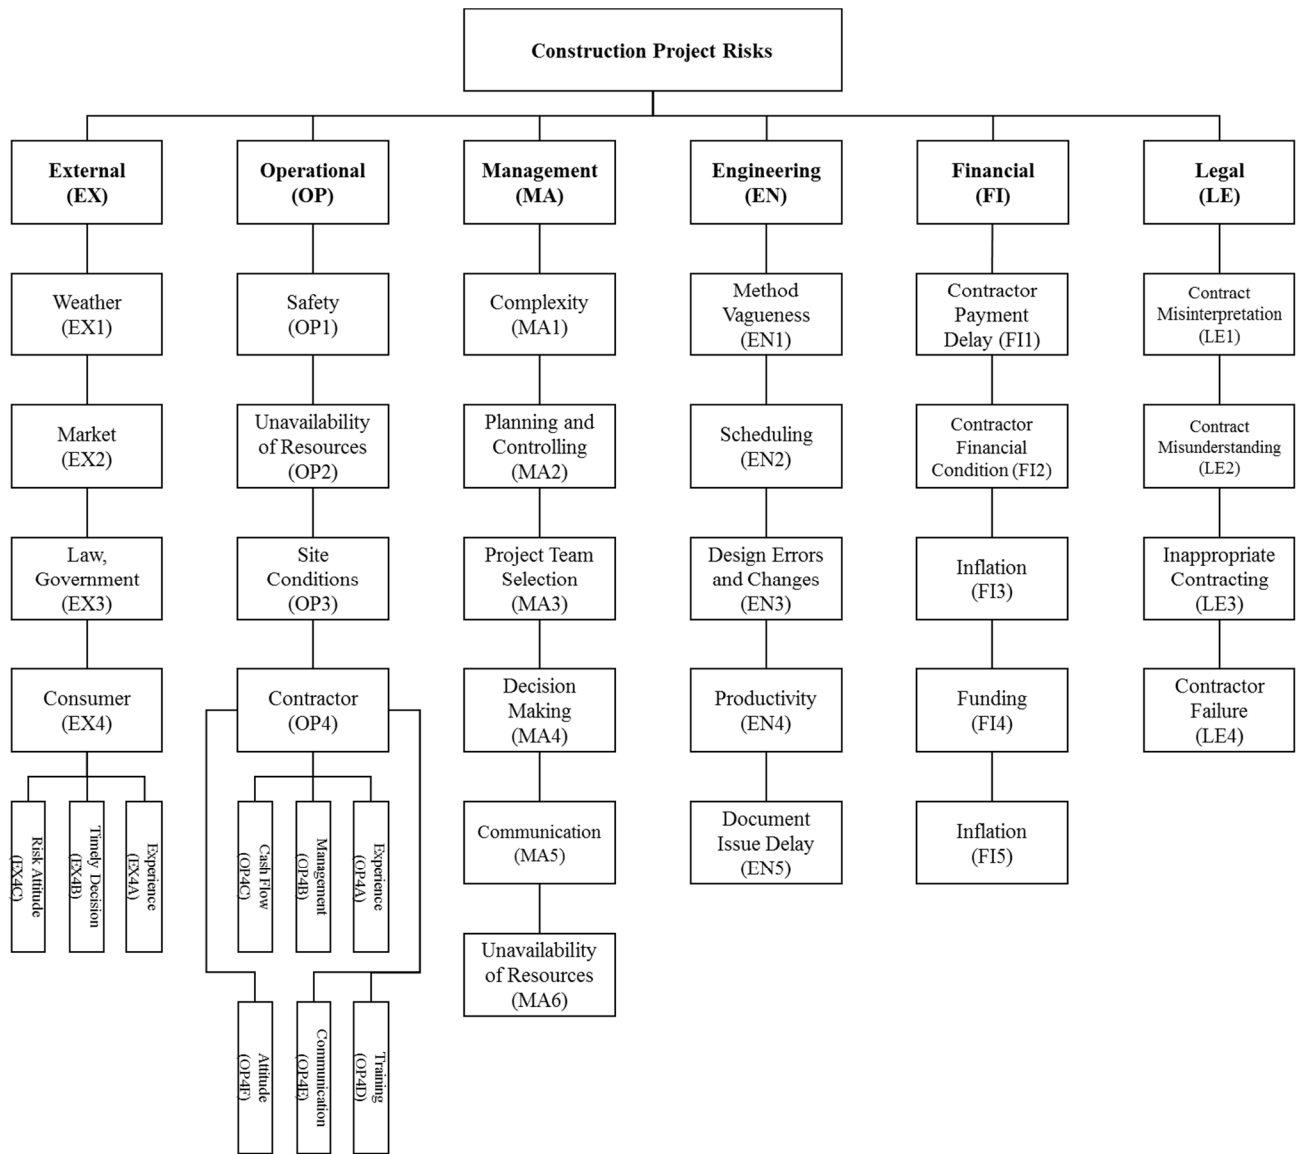 Construction Project Risks
External
(EX)
Weather
(EX1)
Market
(EX2)
Law,
Government
(EX3)
Consumer
(EX4)
Risk Attitude
(EX4C)
Timely Decision
(EX4B)
Experience
(EX4A)
Operational
(OP)
Safety
(OP1)
Unavailability
of Resources
(OP2)
Site
Conditions
(OP3)
Contractor
(OP4)
Cash Flow
(OP4C)
Management
(OP4B)
Experience
(OP4A)
Attitude
(OP4F)
Communication
(OP4E)
Training
(OP4D)
Management
(MA)
Complexity
(MA1)
Planning and
Controlling
(MA2)
Project Team
Selection
(MA3)
Decision
Making
(MA4)
Communication
(MA5)
Unavailability
of Resources
(MA6)
Engineering
(EN)
Method
Vagueness
(EN1)
Scheduling
(EN2)
Design Errors
and Changes
(EN3)
Productivity
(EN4)
Document
Issue Delay
(EN5)
Financial
(FI)
Contractor
Payment
Delay (FI1)
Contractor
Financial
Condition (FI2)
Inflation
(FI3)
Funding
(FI4)
Inflation
(FI5)
Legal
(LE)
Contract
Misinterpretation
(LE1)
Contract
Misunderstanding
(LE2)
Inappropriate
Contracting
(LE3)
Contractor
Failure
(LE4)